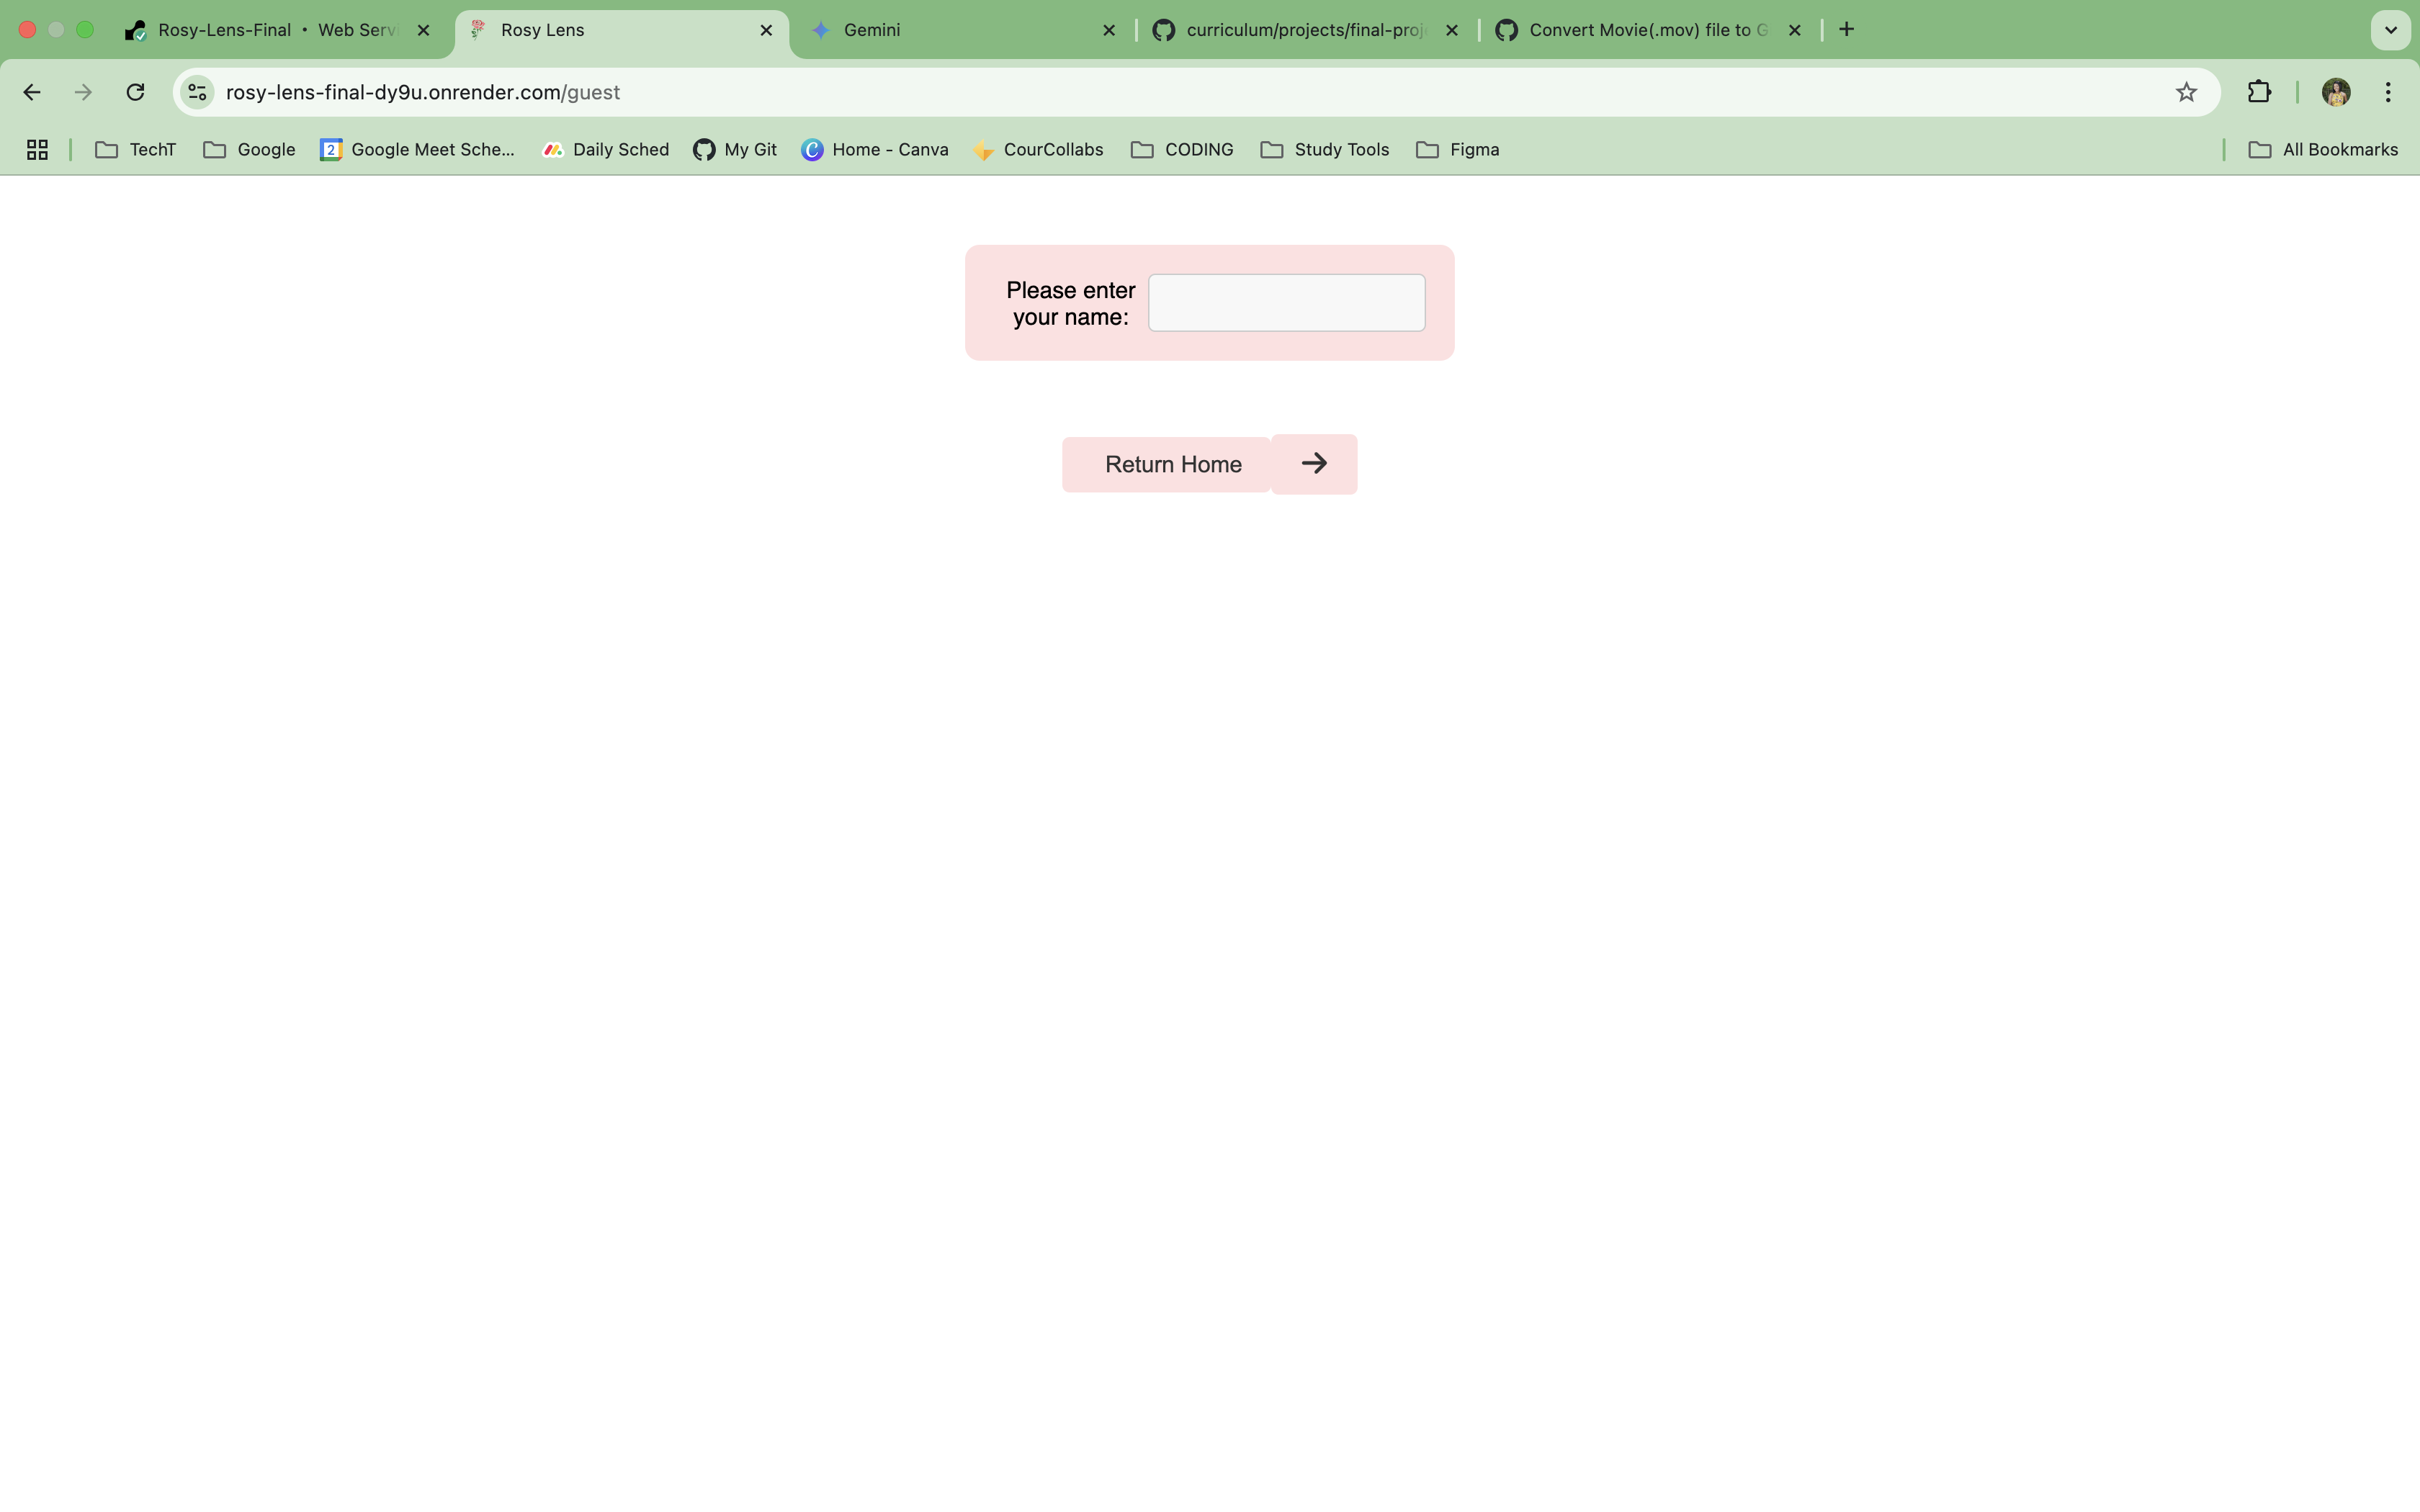 Rosy-Lens-Final • Web Serv
Rosy Lens
Gemini
curriculum/projects/final-proj
Convert Movie(.mov) file to G
rosy-lens-final-dy9u.onrender.com/guest
TechT
Google
2
Google Meet Sche...
Daily Sched
My Git
C
Home - Canva
CourCollabs
CODING
Study Tools
Figma
All Bookmarks
Please enter
your name:
Return Home